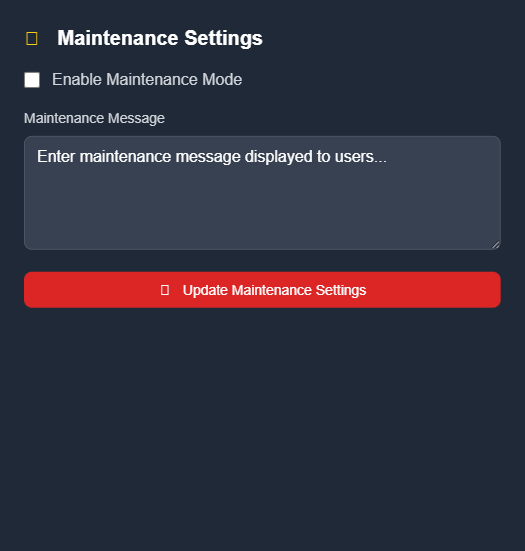 Maintenance Settings
Enable Maintenance Mode
Maintenance Message
Enter maintenance message displayed to users...
Update Maintenance Settings